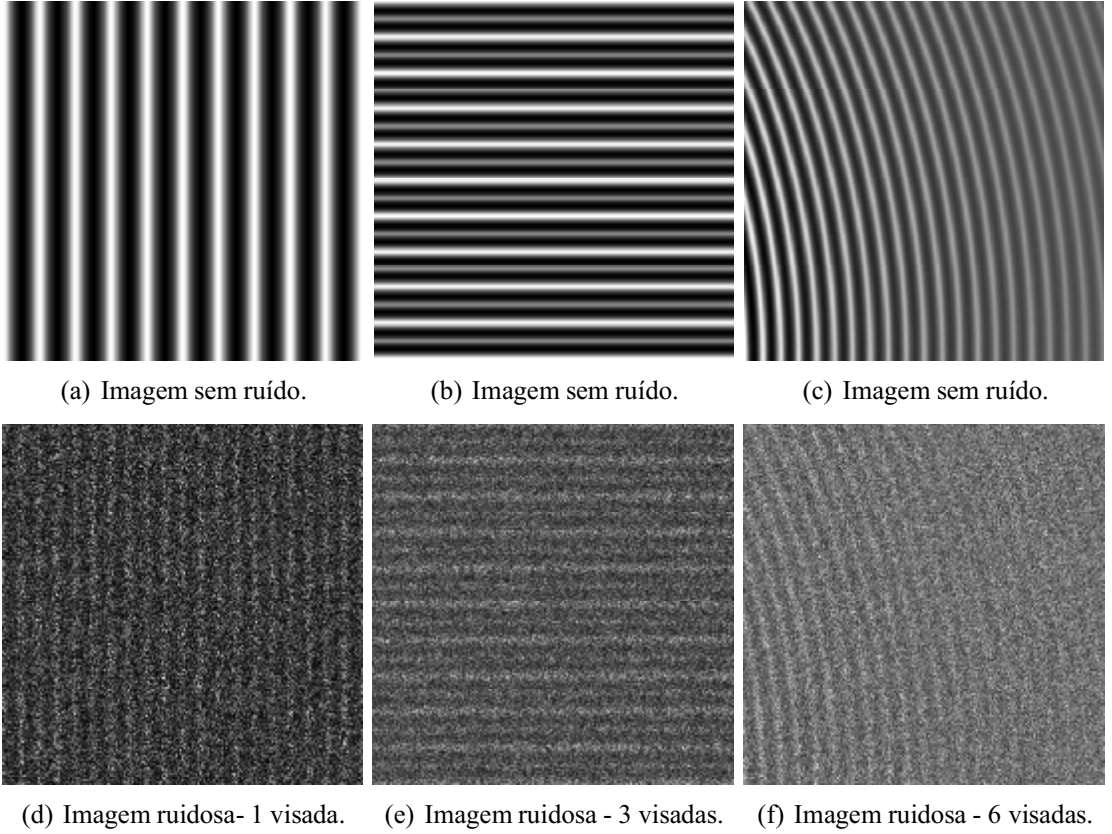 (a) Imagem sem ruído.
(b) Imagem sem ruído.
(c) Imagem sem ruído.
(d) Imagem ruidosa- 1 visada.
(e) Imagem ruidosa - 3 visadas.
(f) Imagem ruidosa - 6 visadas.